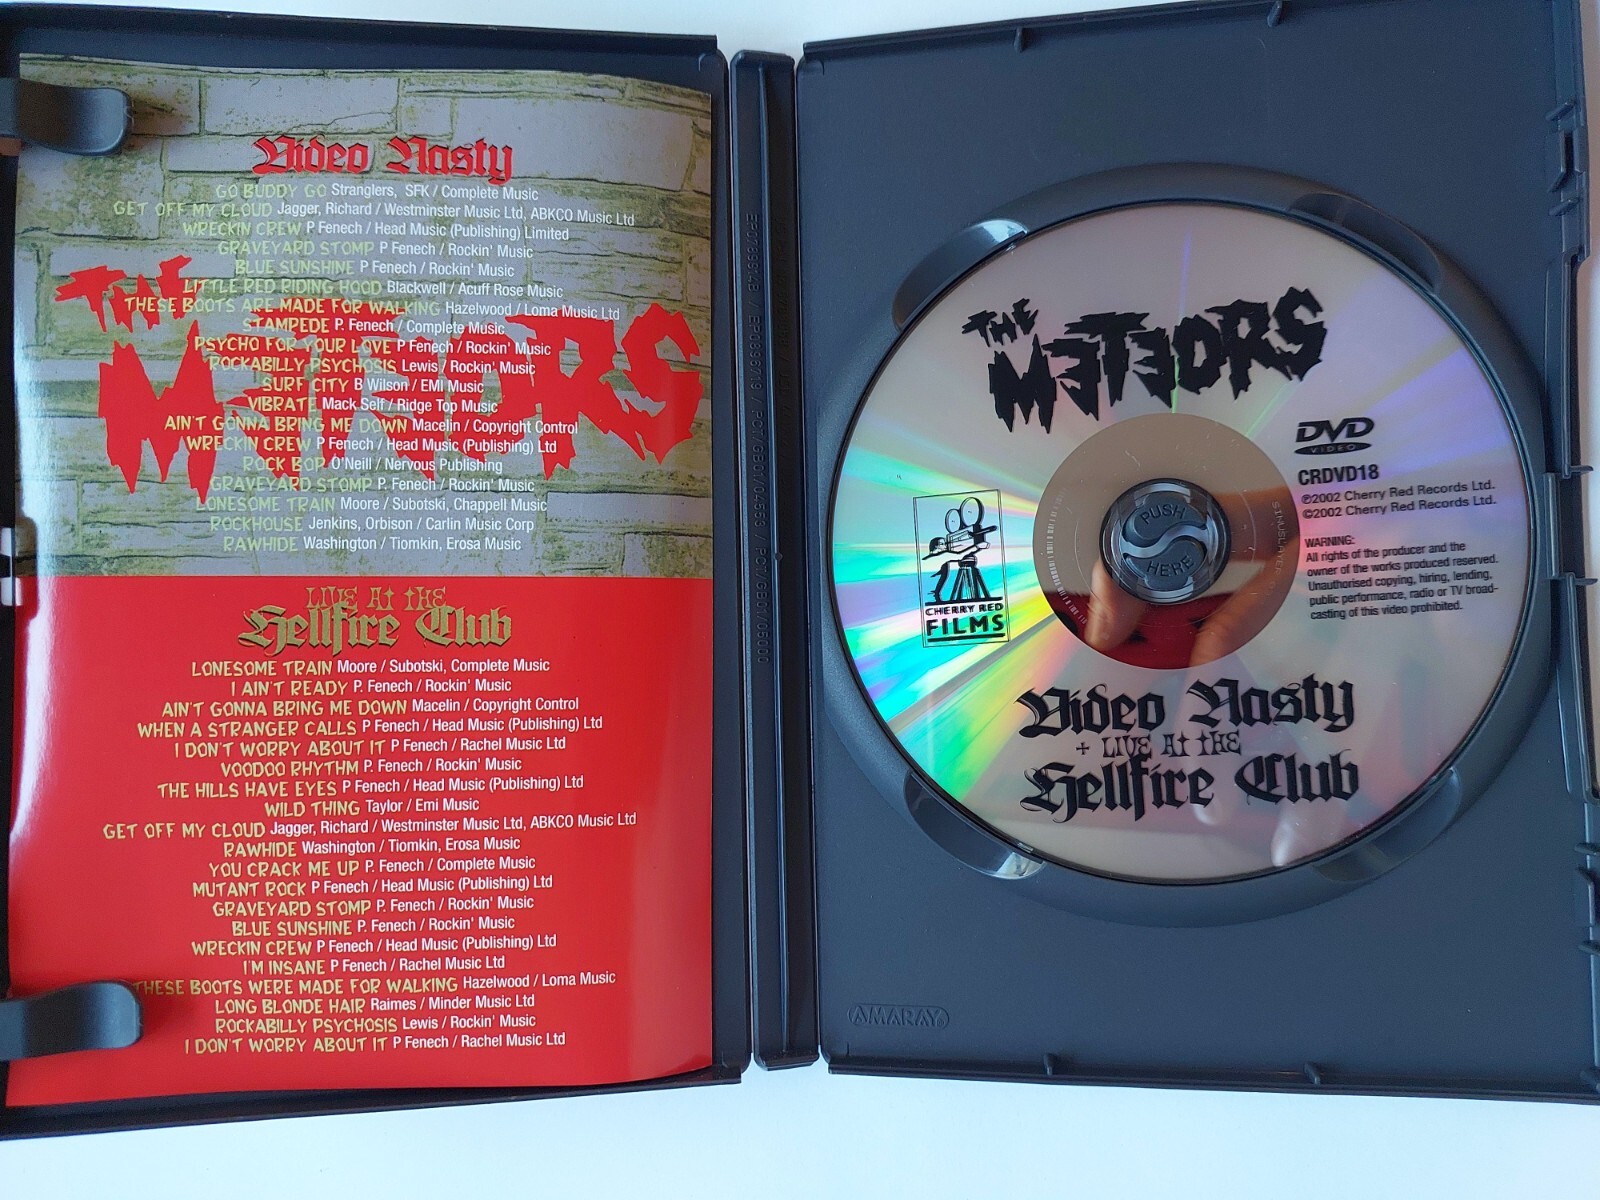 Video Nasty
GO BUDDY GO Stranglers, SFK / Complete Music
GET OFF MY CLOUD Jagger, Richard / Westminster Music Ltd, ABKCO Music Ltd
WRECKIN CREW P Fenech / Head Music (Publishing) Limited
GRAVEYARD STOMP P Fenech / Rockin' Music
BLUE SUNSHINE P Fenech / Rockin' Music
LITTLE RED RIDING HOOD Blackwell / Acuff Rose Music
THESE BOOTS ARE MADE FOR WALKING Hazelwood / Loma Music Ltd
STAMPEDE P. Fenech / Complete Music
PSYCHO FOR YOUR LOVE P Fenech / Rockin' Music
ROCKABILLY PSYCHOSIS Lewis / Rockin' Music
SURF CITY B Wilson / EMI Music
VIBRATE Mack Self / Ridge Top Music
AIN'T GONNA BRING ME DOWN Macelin / Copyright Control
WRECKIN CREW P Fenech / Head Music (Publishing) Ltd
ROCK BOP O'Neill / Nervous Publishing
GRAVEYARD STOMP P. Fenech / Rockin' Music
LONESOME TRAIN Moore / Subotski, Chappell Music
ROCKHOUSE Jenkins, Orbison / Carlin Music Corp
RAWHIDE Washington / Tiomkin, Erosa Music
THE
METEORS
LIVE At tHE
Hellfire Club
LONESOME TRAIN Moore / Subotski, Complete Music
I AIN'T READY P. Fenech / Rockin' Music
AIN'T GONNA BRING ME DOWN Macelin / Copyright Control
WHEN A STRANGER CALLS P Fenech / Head Music (Publishing) Ltd
I DON'T WORRY ABOUT IT P Fenech / Rachel Music Ltd
VOODOO RHYTHM P. Fenech / Rockin' Music
THE HILLS HAVE EYES P Fenech / Head Music (Publishing) Ltd
WILD THING Taylor / Emi Music
GET OFF MY CLOUD Jagger, Richard / Westminster Music Ltd, ABKCO Music Ltd
RAWHIDE Washington / Tiomkin, Erosa Music
YOU CRACK ME UP P. Fenech / Complete Music
MUTANT ROCK P Fenech / Head Music (Publishing) Ltd
GRAVEYARD STOMP P. Fenech / Rockin' Music
BLUE SUNSHINE P. Fenech / Rockin' Music
WRECKIN CREW P Fenech / Head Music (Publishing) Ltd
I'M INSANE P Fenech / Rachel Music Ltd
THESE BOOTS WERE MADE FOR WALKING Hazelwood / Loma Music
LONG BLONDE HAIR Raimes / Minder Music Ltd
ROCKABILLY PSYCHOSIS Lewis / Rockin' Music
I DON'T WORRY ABOUT IT P Fenech / Rachel Music Ltd
THE
METEORS
DVD
VIDEO
CRDVD18
℗2002 Cherry Red Records Ltd.
©2002 Cherry Red Records Ltd.
WARNING:
All rights of the producer and the
owner of the works produced reserved.
Unauthorised copying, hiring, lending,
public performance, radio or TV broad-
casting of this video prohibited.
CHERRY RED
FILMS
PUSH
HERE
Video Nasty
+ LIVE At tHE
Hellfire Club
AMARAY®